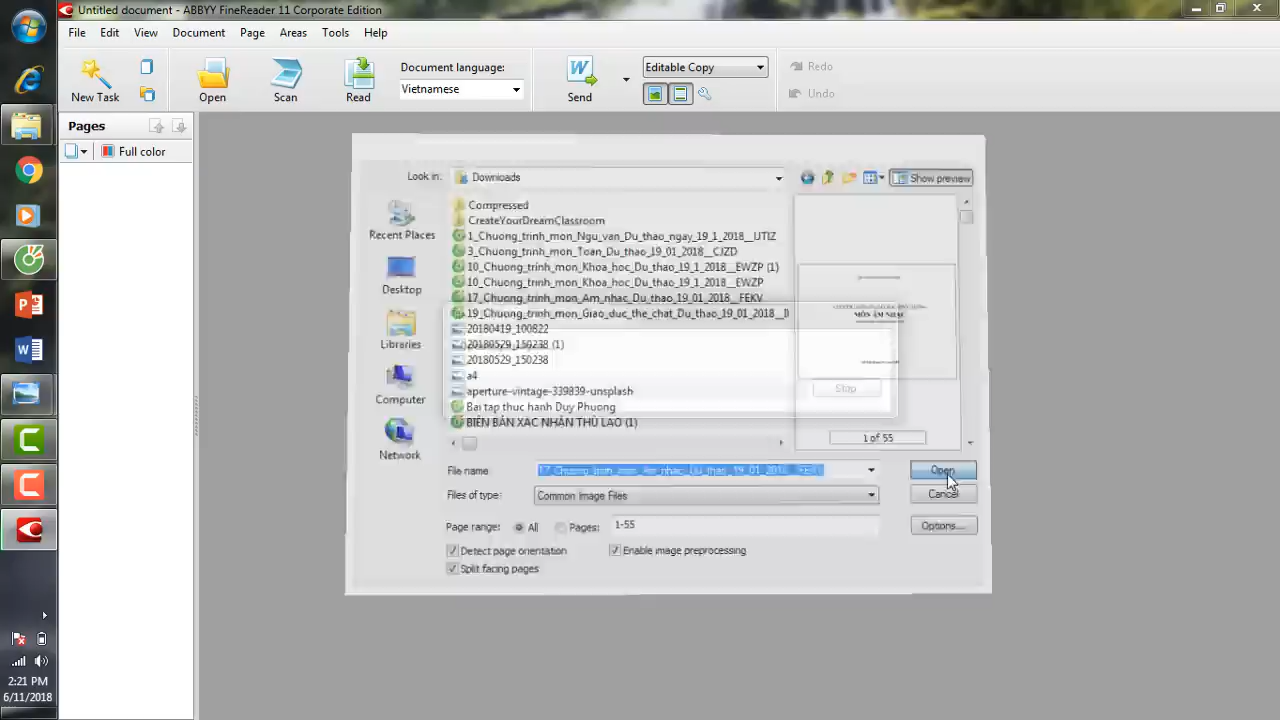 Untitled document - ABBYY FineReader 11 Corporate Edition
File Edit View Document Page Areas Tools Help
New Task
Open
Scan
Read
Document language:
Vietnamese
Send
Editable Copy
Redo
Undo
Pages
Full color
Look in:
Downloads
Show preview
Recent Places
Desktop
Libraries
Computer
Network
Compressed
CreateYourDreamClassroom
1_Chuong_trinh_mon_Ngu_van_Du_thao_ngay_19_1_2018__IJTIZ
3_Chuong_trinh_mon_Toan_Du_thao_19_01_2018__CJZD
10_Chuong_trinh_mon_Khoa_hoc_Du_thao_19_1_2018__EWZP (1)
10_Chuong_trinh_mon_Khoa_hoc_Du_thao_19_1_2018__EWZP
17_Chuong_trinh_mon_Am_nhac_Du_thao_19_01_2018__FEKV
19_Chuong_trinh_mon_Giao_duc_the_chat_Du_thao_19_01_2018__
20180419_100822
20180529_150238 (1)
20180529_150238
a4
aperture-vintage-339839-unsplash
Bai tap thuc hanh Duy Phuong
BIÊN BẢN XÁC NHẬN THÙ LAO (1)
MÔN ÂM NHẠC
Stop
1 of 55
File name
17_Chuong_trinh_mon_Am_nhac_Du_thao_19_01_2018__FEKV
Open
Files of type:
Common Image Files
Cancel
Page range:
All
Pages:
1-55
Options...
Detect page orientation
Enable image preprocessing
Split facing pages
2:21 PM
6/11/2018